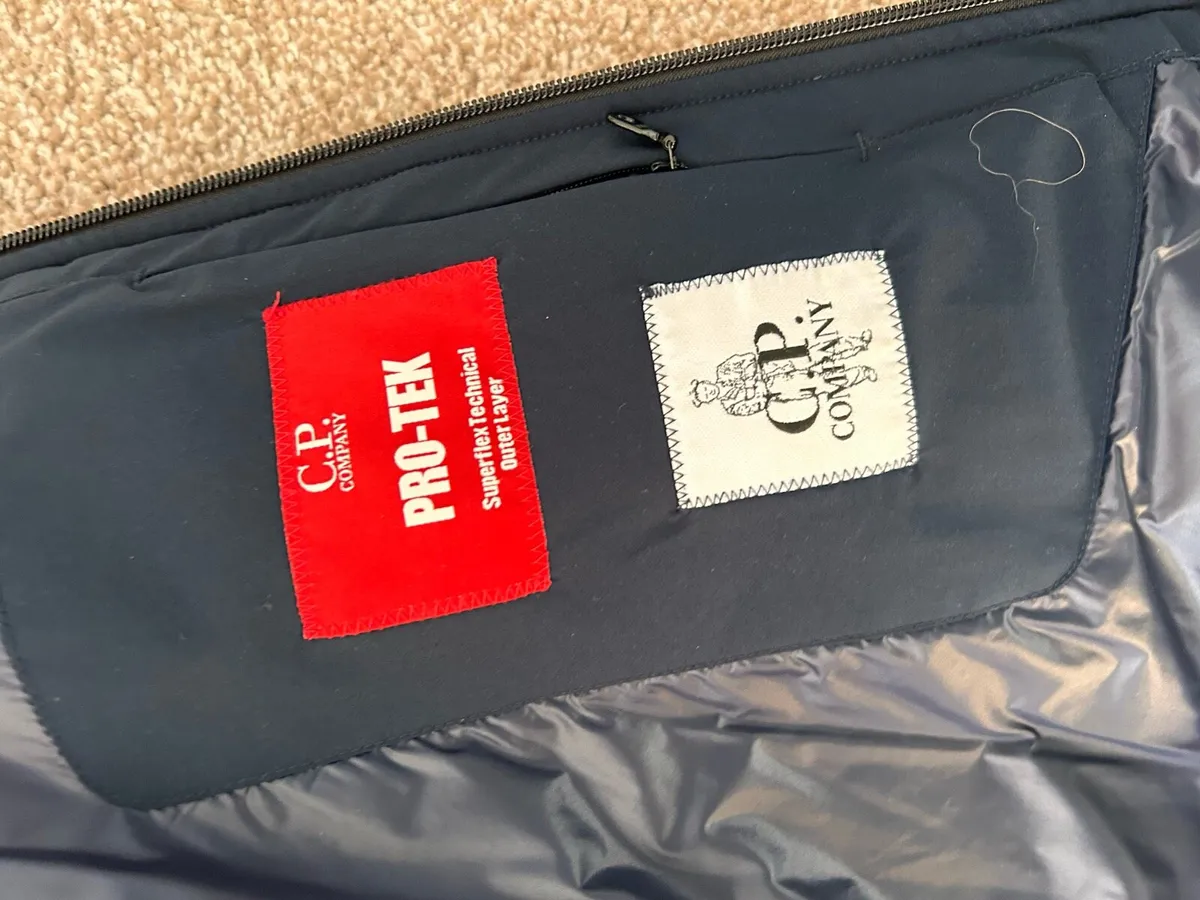 C.P.
COMPANY
PRO-TEK
Superflex Technical
Outer Layer
C.P.
COMPANY